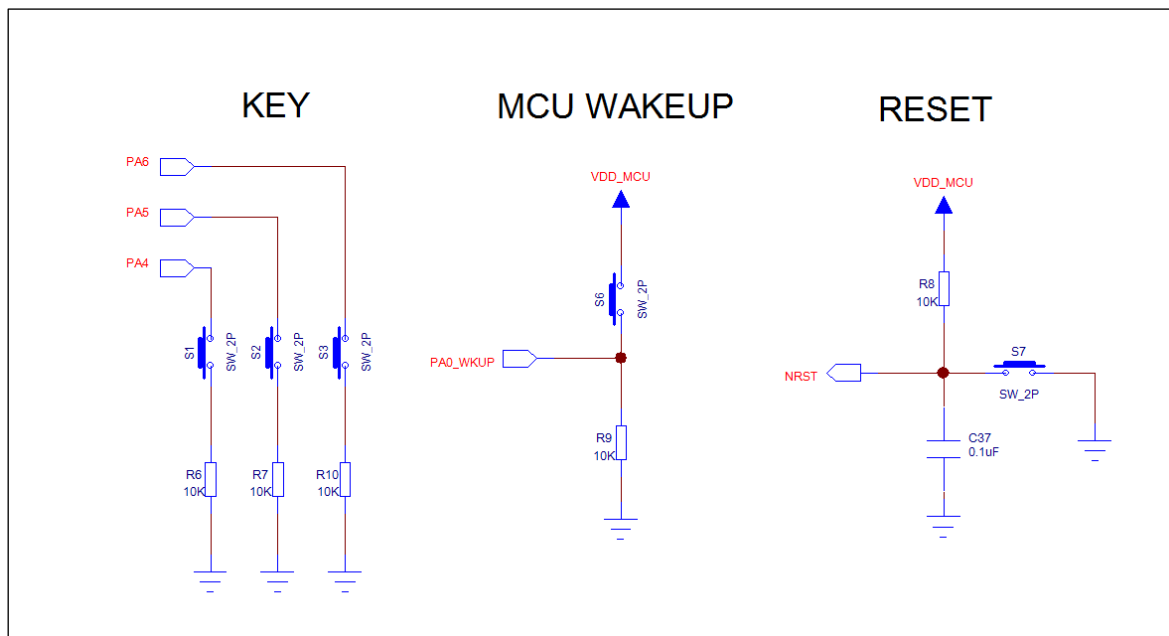 KEY
PA6
PA5
PA4
S1
SW_2P
S2
SW_2P
S3
SW_2P
R6
10K
R7
10K
R10
10K
MCU WAKEUP
VDD_MCU
S6
SW_2P
PA0_WKUP
R9
10K
RESET
VDD_MCU
R8
10K
NRST
S7
SW_2P
C37
0.1uF